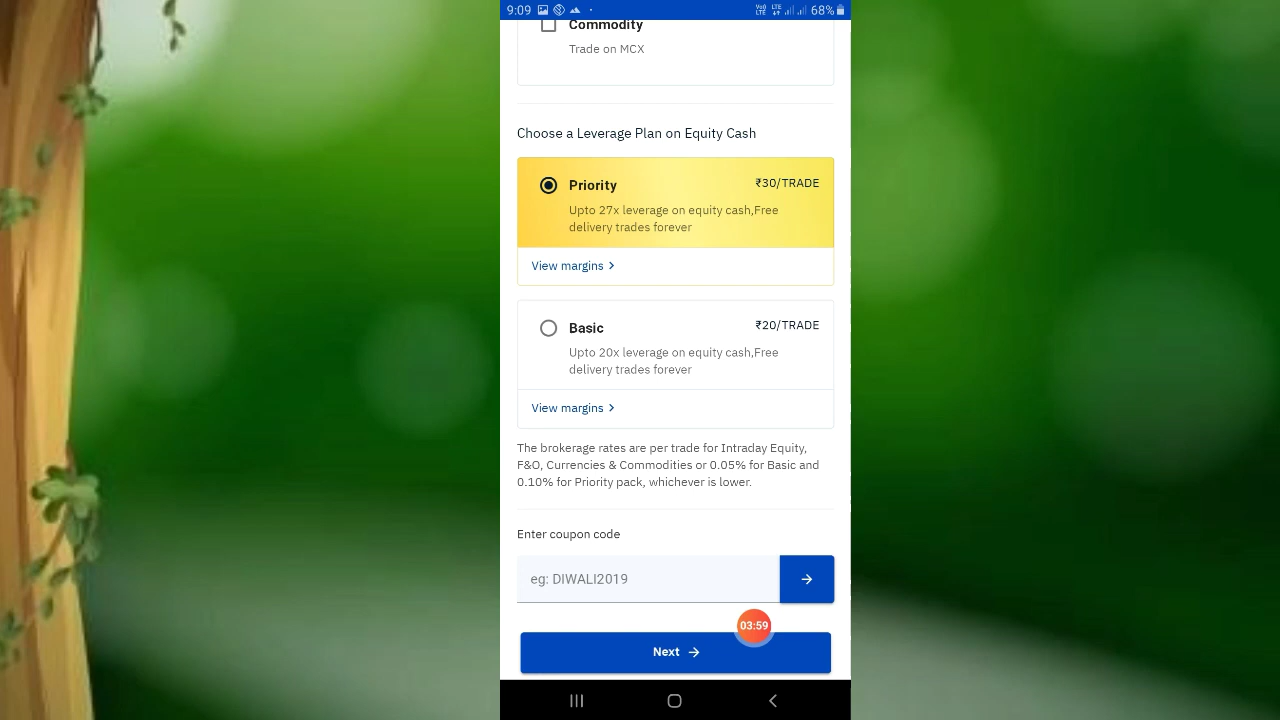 9:09
Vo) LTE LTE 68%
Commodity
Trade on MCX
Choose a Leverage Plan on Equity Cash
Priority ₹30/TRADE
Upto 27x leverage on equity cash,Free
delivery trades forever
View margins
Basic ₹20/TRADE
Upto 20x leverage on equity cash,Free
delivery trades forever
View margins
The brokerage rates are per trade for Intraday Equity,
F&O, Currencies & Commodities or 0.05% for Basic and
0.10% for Priority pack, whichever is lower.
Enter coupon code
eg: DIWALI2019
03:59
Next